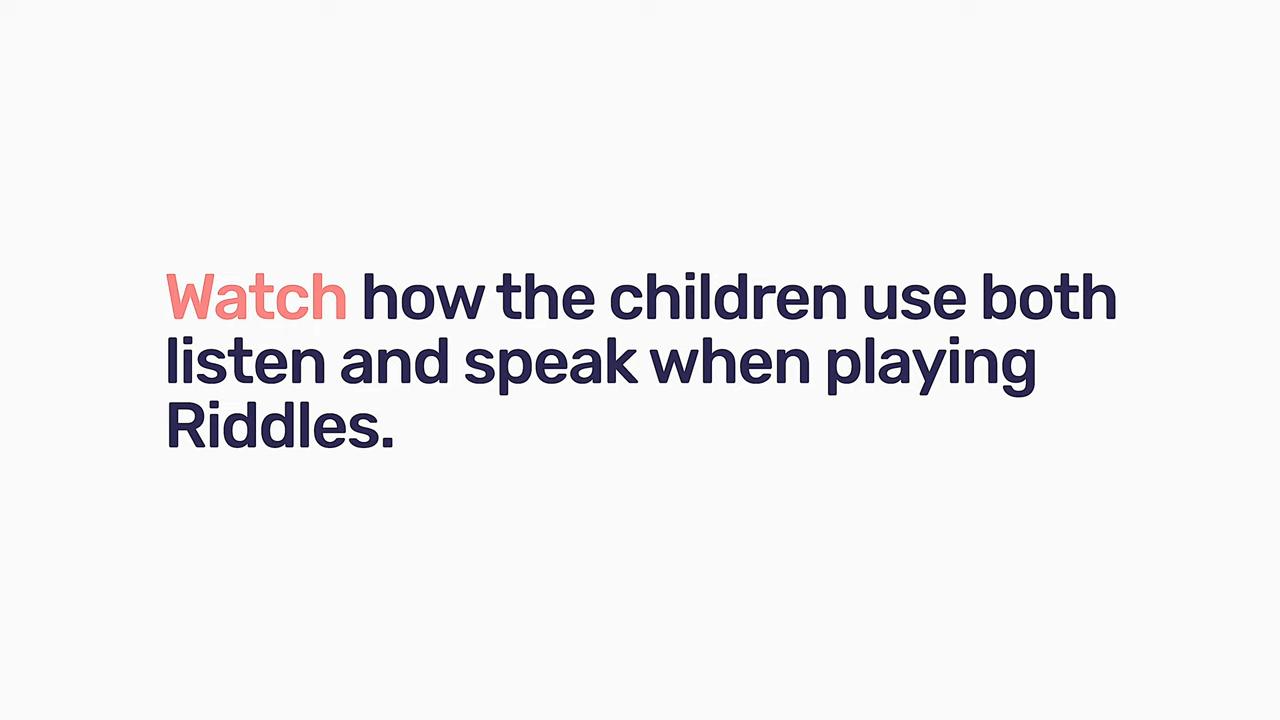 Watch how the children use both
listen and speak when playing
Riddles.